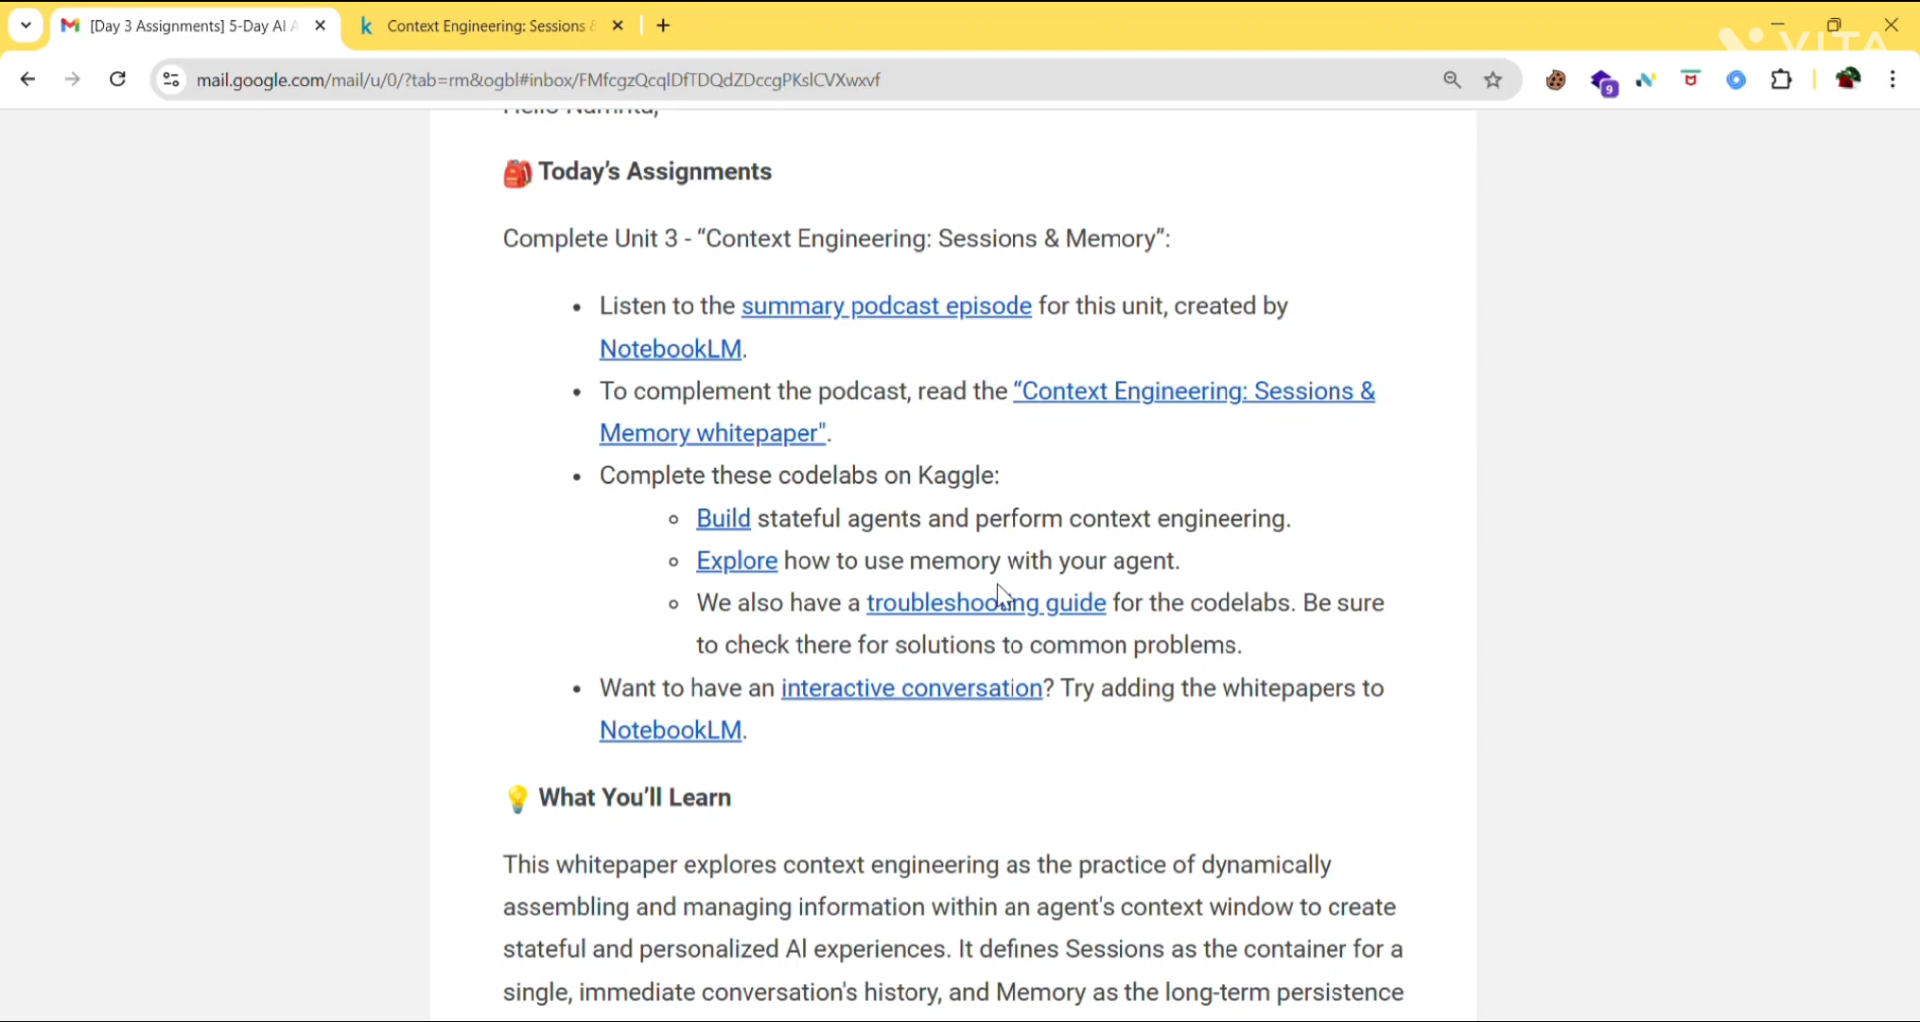 [Day 3 Assignments] 5-Day AI A
Context Engineering: Sessions &
VITA
mail.google.com/mail/u/0/?tab=rm&ogbl#inbox/FMfcgzQcqlDfTDQdZDccgPKslCVXwxvf
9
Hello Namrita,
Today's Assignments
Complete Unit 3 - “Context Engineering: Sessions & Memory”:
• Listen to the summary podcast episode for this unit, created by
NotebookLM.
• To complement the podcast, read the “Context Engineering: Sessions &
Memory whitepaper".
• Complete these codelabs on Kaggle:
○ Build stateful agents and perform context engineering.
○ Explore how to use memory with your agent.
○ We also have a troubleshooting guide for the codelabs. Be sure
to check there for solutions to common problems.
• Want to have an interactive conversation? Try adding the whitepapers to
NotebookLM.
What You’ll Learn
This whitepaper explores context engineering as the practice of dynamically
assembling and managing information within an agent's context window to create
stateful and personalized AI experiences. It defines Sessions as the container for a
single, immediate conversation's history, and Memory as the long-term persistence